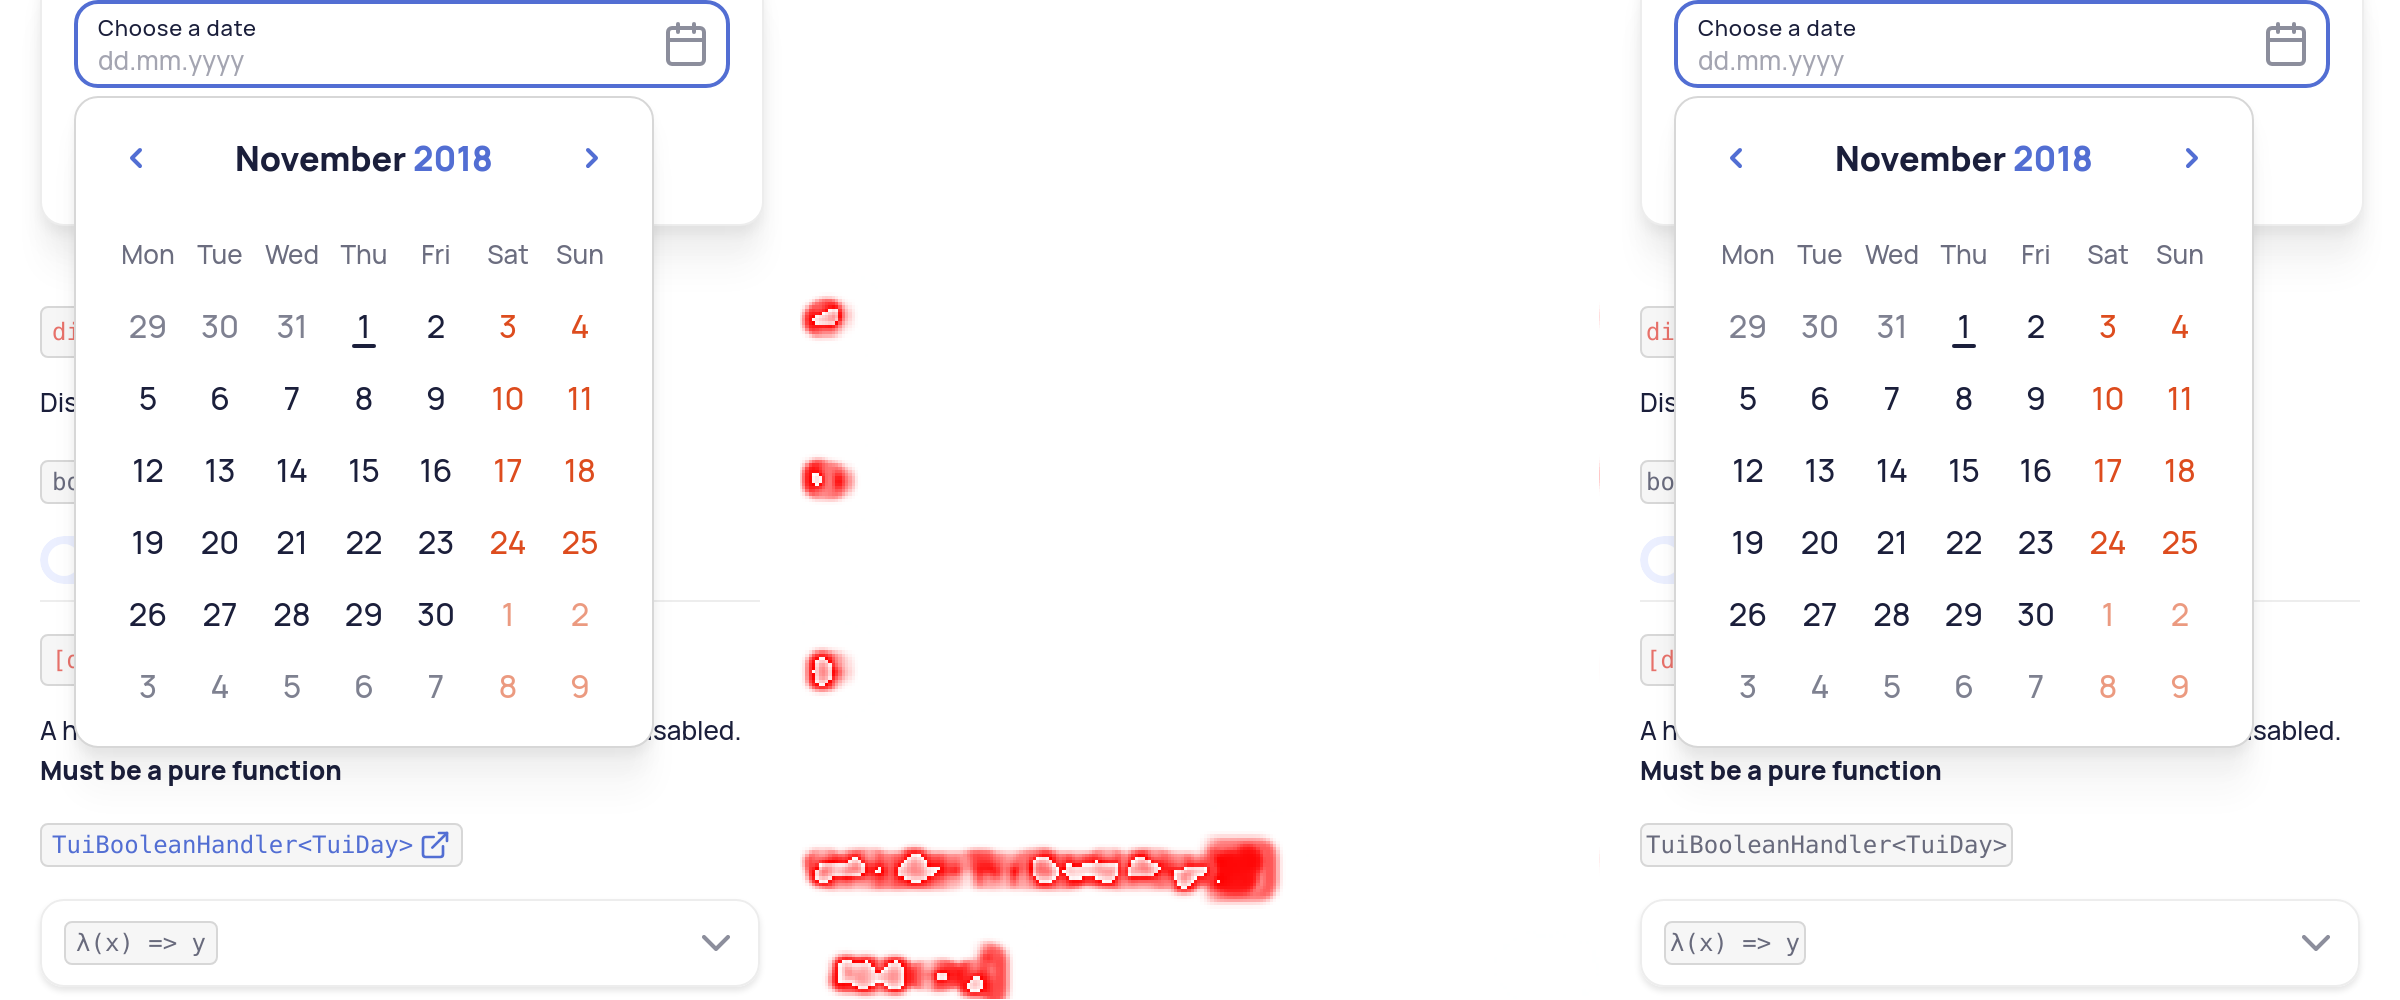 Choose a date
dd.mm.yyyy
November 2018
Mon Tue Wed Thu Fri Sat Sun
29 30 31 1 2 3 4
5 6 7 8 9 10 11
12 13 14 15 16 17 18
19 20 21 22 23 24 25
26 27 28 29 30 1 2
3 4 5 6 7 8 9
di
Dis
bo
[d
A h sabled.
Must be a pure function
TuiBooleanHandler<TuiDay>
λ(x) => y
Choose a date
dd.mm.yyyy
November 2018
Mon Tue Wed Thu Fri Sat Sun
29 30 31 1 2 3 4
5 6 7 8 9 10 11
12 13 14 15 16 17 18
19 20 21 22 23 24 25
26 27 28 29 30 1 2
3 4 5 6 7 8 9
di
Dis
bo
[d
A h sabled.
Must be a pure function
TuiBooleanHandler<TuiDay>
λ(x) => y